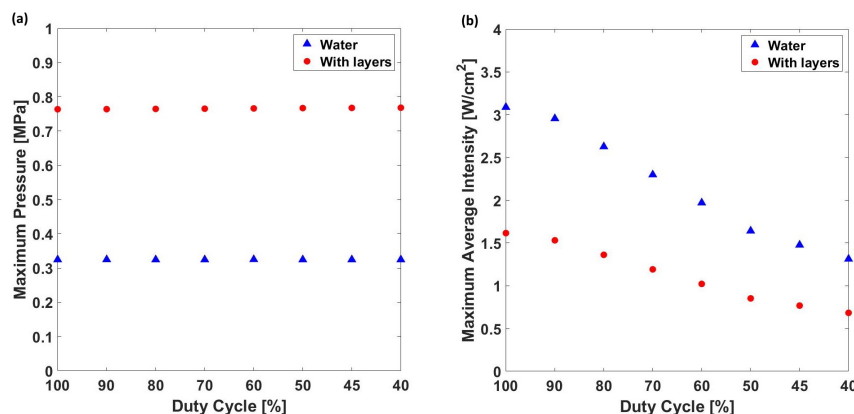 (a)
1
0.9
0.8
0.7
0.6
0.5
0.4
0.3
0.2
0.1
0
Maximum Pressure [MPa]
Water
With layers
100 90 80 70 60 50 45 40
Duty Cycle [%]
(b)
4
3.5
3
2.5
2
1.5
1
0.5
0
Maximum Average Intensity [W/cm²]
Water
With layers
100 90 80 70 60 50 45 40
Duty Cycle [%]